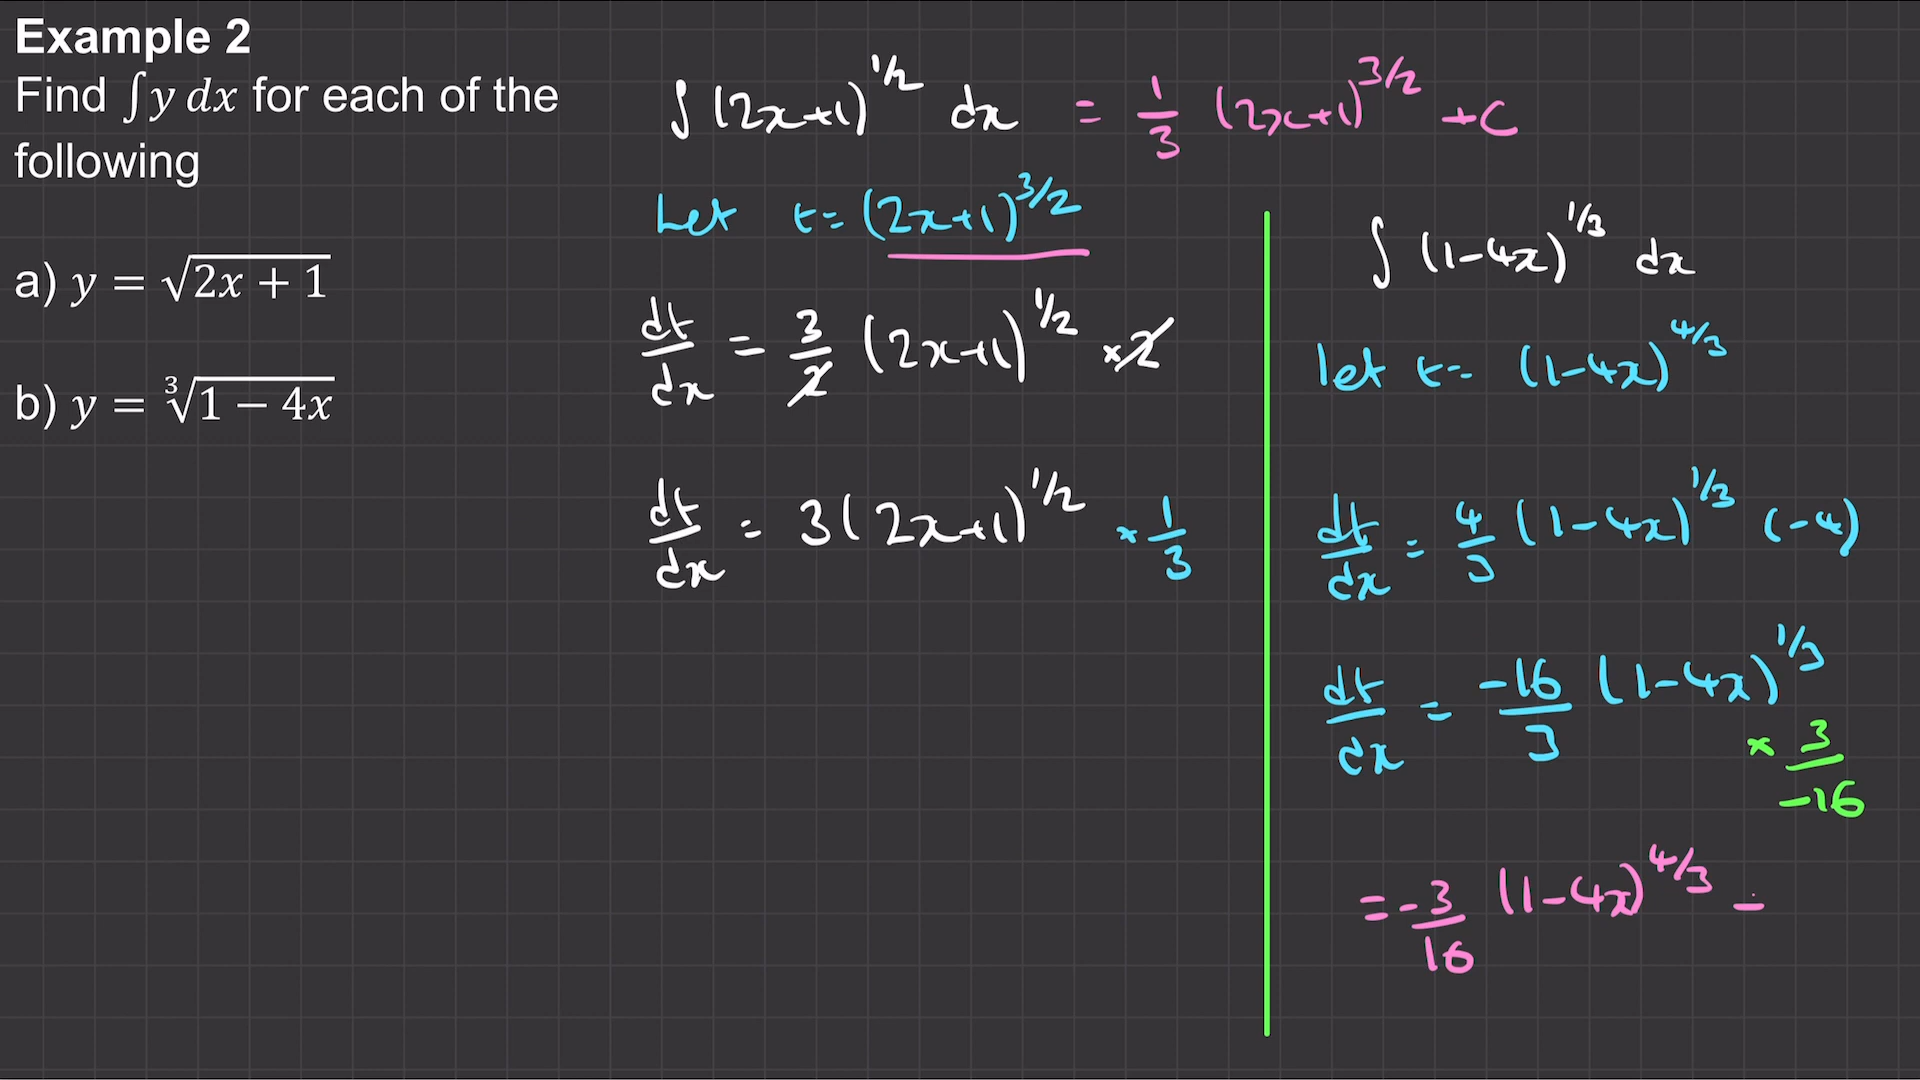 Example 2
Find ∫y dx for each of the
following
a) y = √(2x + 1)
b) y = ∛(1 − 4x)
∫ (2x+1)^1/2 dx = 1/3 (2x+1)^3/2 +C
Let t= (2x+1)^3/2
dt/dx = 3/2 (2x+1)^1/2 ×2
dt/dx = 3(2x+1)^1/2 × 1/3
∫ (1-4x)^1/3 dx
let t= (1-4x)^4/3
dt/dx = 4/3 (1-4x)^1/3 (-4)
dt/dx = -16/3 (1-4x)^1/3
× 3/-16
= -3/16 (1-4x)^4/3 -